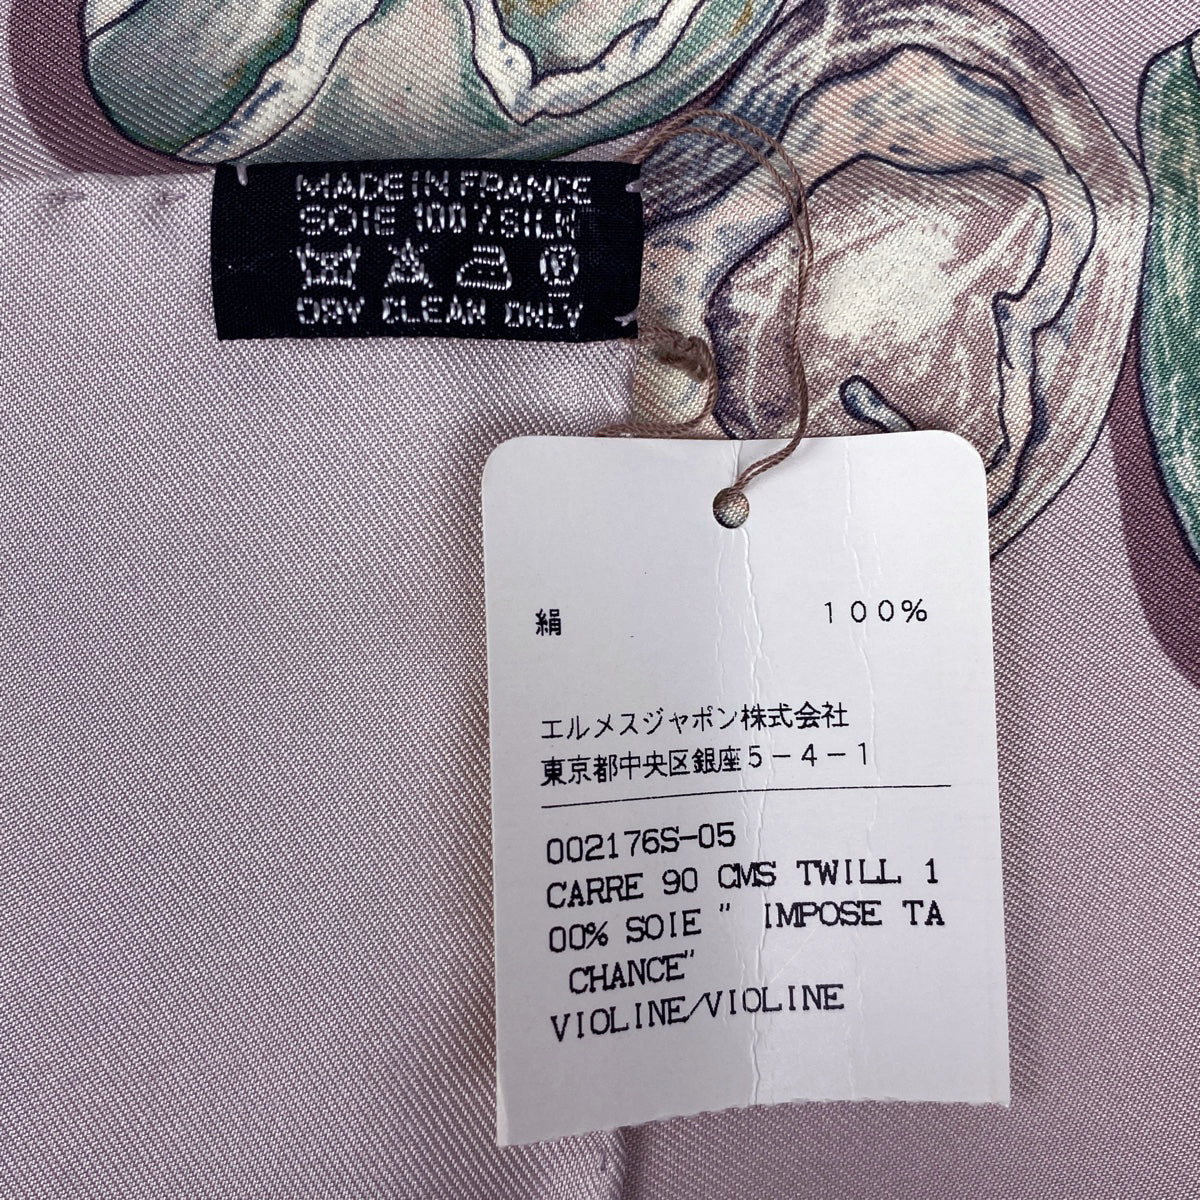 MADE IN FRANCE
SOIE 100% SILK
P
DRY CLEAN ONLY
絹 100%
エルメスジャポン株式会社
東京都中央区銀座5-4-1
002176S-05
CARRE 90 CMS TWILL 1
00% SOIE " IMPOSE TA
CHANCE"
VIOLINE/VIOLINE